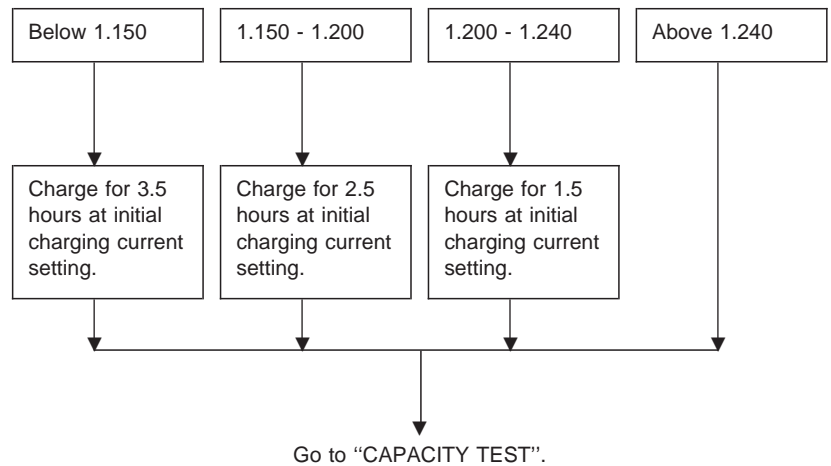 Below 1.150
1.150 - 1.200
1.200 - 1.240
Above 1.240
Charge for 3.5
hours at initial
charging current
setting.
Charge for 2.5
hours at initial
charging current
setting.
Charge for 1.5
hours at initial
charging current
setting.
Go to ‘‘CAPACITY TEST’’.